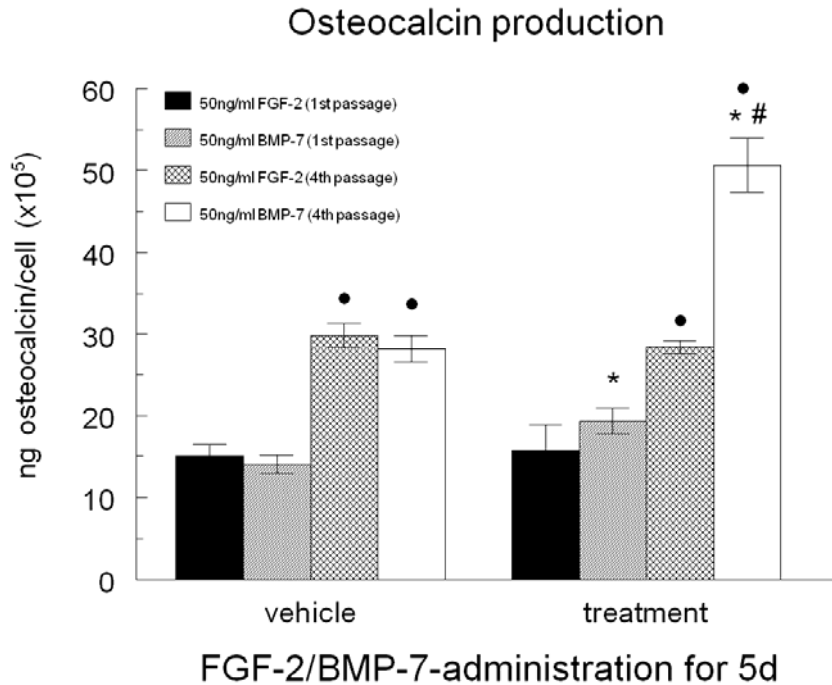 Osteocalcin production
ng osteocalcin/cell (x10⁵)
60
50
40
30
20
10
0
50ng/ml FGF-2 (1st passage)
50ng/ml BMP-7 (1st passage)
50ng/ml FGF-2 (4th passage)
50ng/ml BMP-7 (4th passage)
●
●
*
●
●
* #
vehicle treatment
FGF-2/BMP-7-administration for 5d